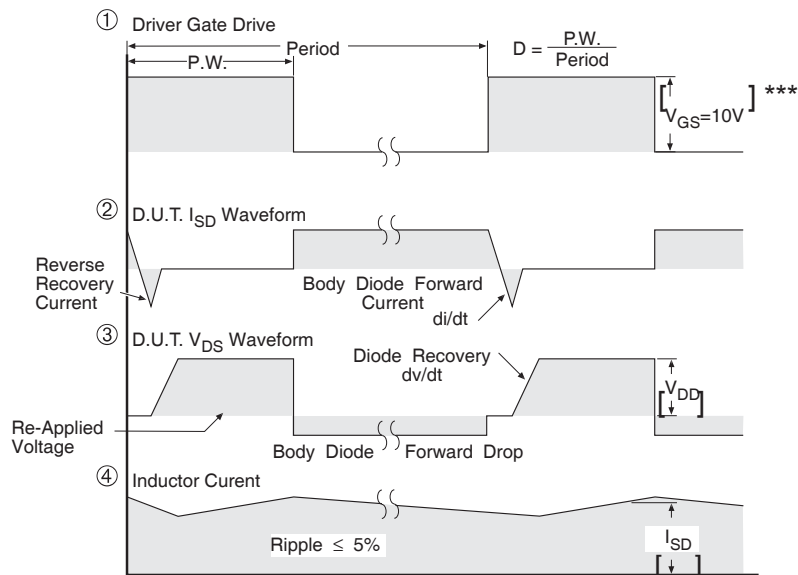 ① Driver Gate Drive
Period
P.W.
D = P.W. / Period
[ V_GS=10V ] ***
② D.U.T. I_SD Waveform
Reverse
Recovery
Current
Body Diode Forward
Current
di/dt
③ D.U.T. V_DS Waveform
Diode Recovery
dv/dt
[ V_DD ]
Re-Applied
Voltage
Body Diode Forward Drop
④ Inductor Curent
Ripple ≤ 5%
[ I_SD ]